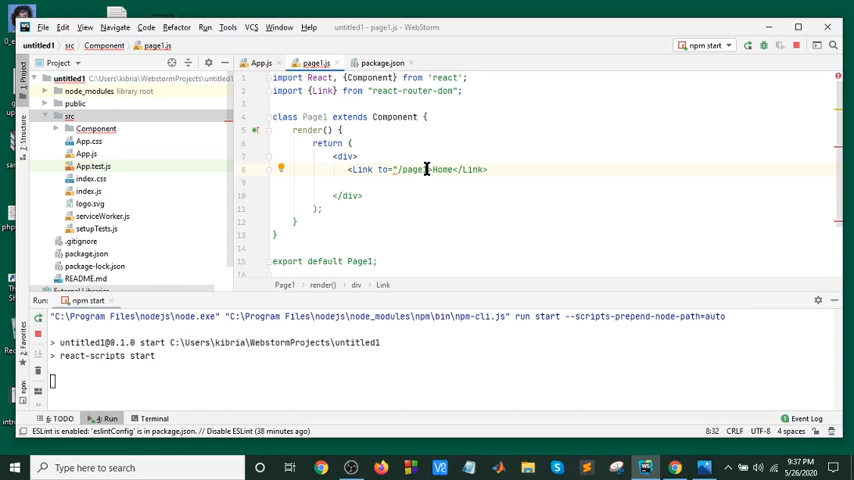 File Edit View Navigate Code Refactor Run Tools VCS Window Help untitled1 - page1.js - WebStorm
untitled1 src Component page1.js npm start
Project App.js page1.js package.json
untitled1 C:\Users\kibria\WebstormProjects\untitled1
node_modules library root
public
src
Component
App.css
App.js
App.test.js
index.css
index.js
logo.svg
serviceWorker.js
setupTests.js
.gitignore
package.json
package-lock.json
README.md
1: Project
7: Structure
2: Favorites
npm
1 import React, {Component} from 'react';
2 import {Link} from "react-router-dom";
3
4 class Page1 extends Component {
5 render() {
6 return (
7 <div>
8 <Link to="/page1>Home</Link>
9
10 </div>
11 );
12 }
13 }
14
15 export default Page1;
Page1 render() div Link
Run: npm start
"C:\Program Files\nodejs\node.exe" "C:\Program Files\nodejs\node_modules\npm\bin\npm-cli.js" run start --scripts-prepend-node-path=auto
> untitled1@0.1.0 start C:\Users\kibria\WebstormProjects\untitled1
> react-scripts start
6: TODO 4: Run Terminal Event Log
ESLint is enabled: 'eslintConfig' is in package.json. // Disable ESLint (38 minutes ago) 8:32 CRLF UTF-8 4 spaces
Type here to search
9:37 PM
5/26/2020